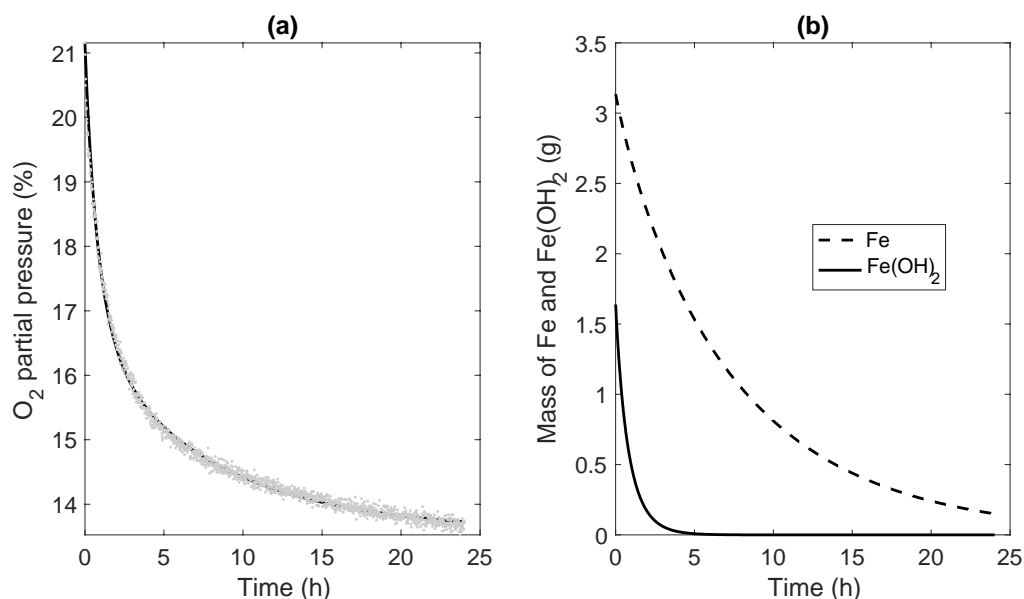 (a)
21
20
19
18
17
16
15
14
0 5 10 15 20 25
Time (h)
O2 partial pressure (%)
(b)
3.5
3
2.5
2
1.5
1
0.5
0
0 5 10 15 20 25
Time (h)
Mass of Fe and Fe(OH)2 (g)
Fe
Fe(OH)2